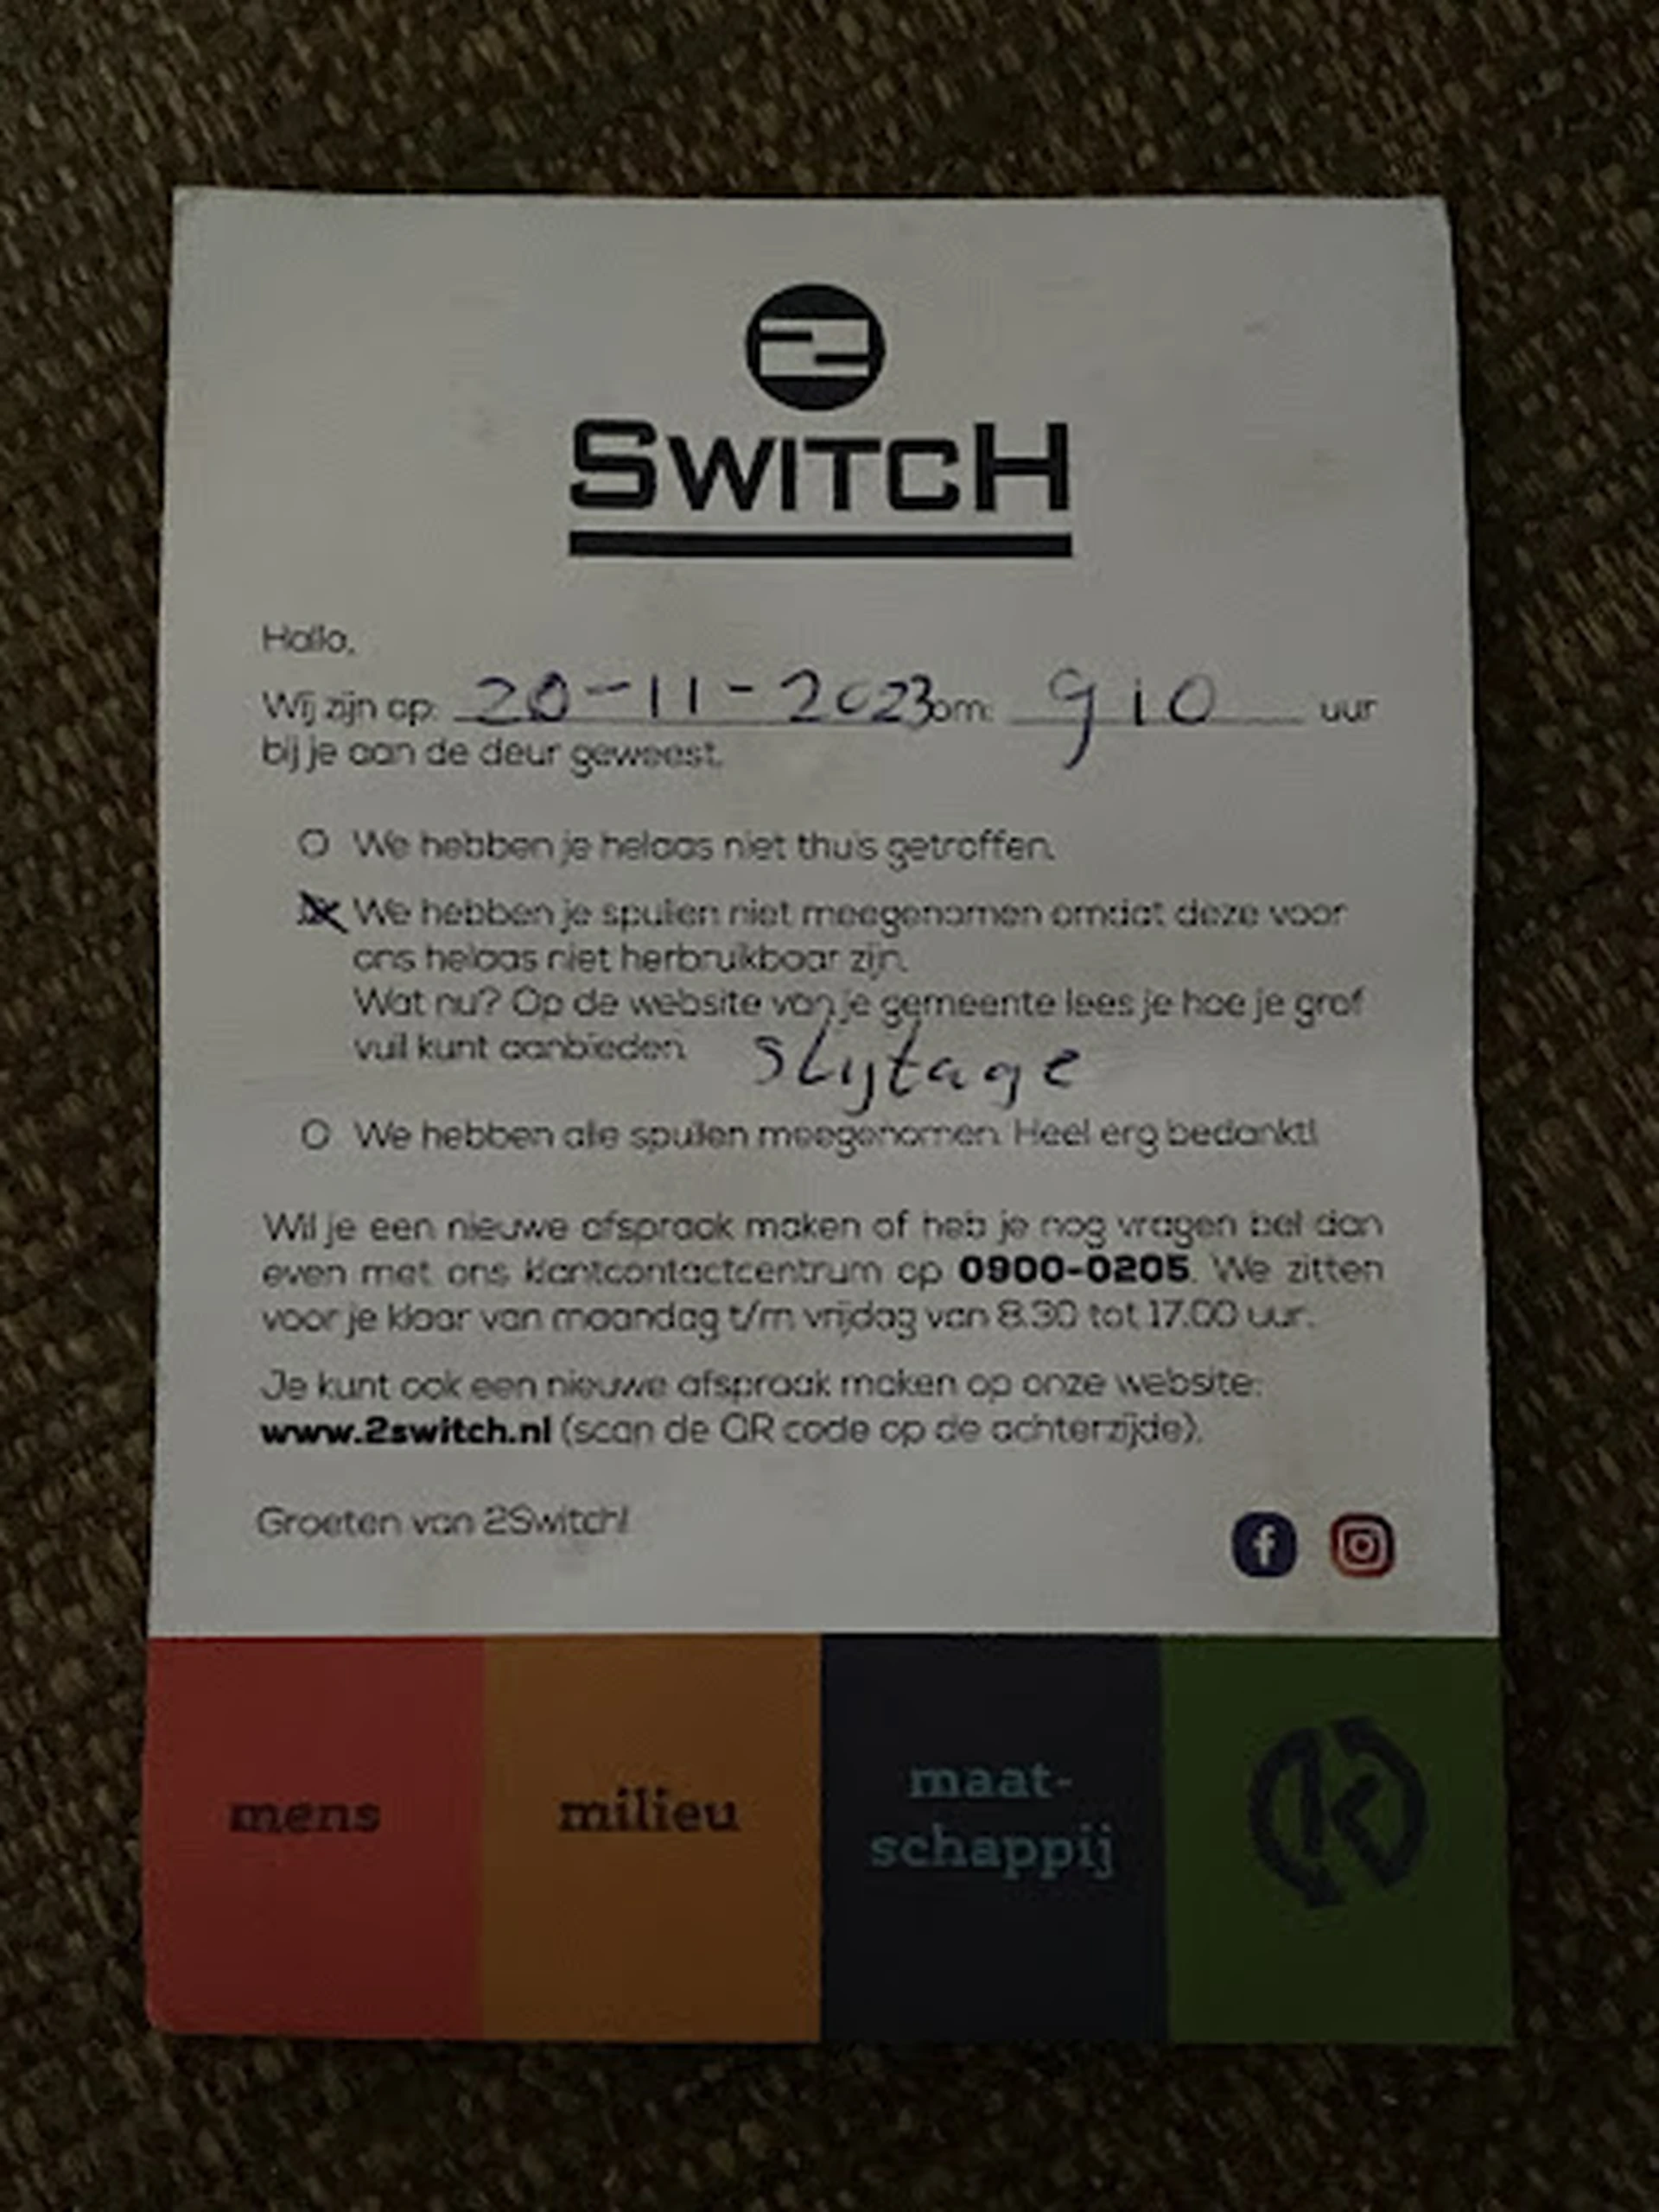 2
SWITCH
Hallo,
Wij zijn op: 20-11-2023 om: 910 uur
bij je aan de deur geweest.
O We hebben je helaas niet thuis getroffen.
We hebben je spullen niet meegenomen omdat deze voor
ons helaas niet herbruikbaar zijn.
Wat nu? Op de website van je gemeente lees je hoe je grof
vuil kunt aanbieden. slijtage
O We hebben alle spullen meegenomen. Heel erg bedankt!
Wil je een nieuwe afspraak maken of heb je nog vragen bel dan
even met ons klantcontactcentrum op 0900-0205. We zitten
voor je klaar van maandag t/m vrijdag van 8.30 tot 17.00 uur.
Je kunt ook een nieuwe afspraak maken op onze website:
www.2switch.nl (scan de QR code op de achterzijde).
Groeten van 2Switch!
mens
milieu
maat-
schappij